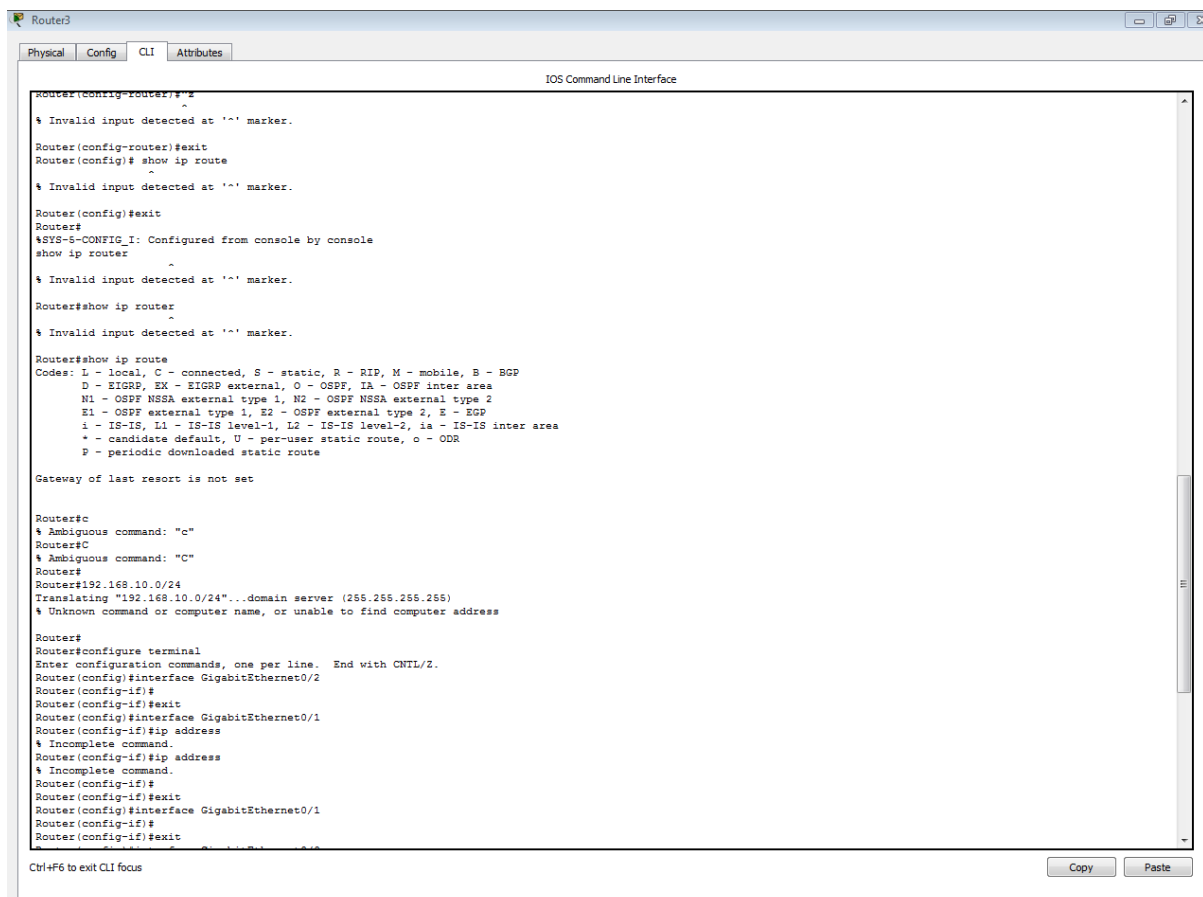 Router3
Physical Config CLI Attributes
IOS Command Line Interface
Router(config-router)#^z
^
% Invalid input detected at '^' marker.
Router(config-router)#exit
Router(config)# show ip route
^
% Invalid input detected at '^' marker.
Router(config)#exit
Router#
%SYS-5-CONFIG_I: Configured from console by console
show ip router
^
% Invalid input detected at '^' marker.
Router#show ip router
^
% Invalid input detected at '^' marker.
Router#show ip route
Codes: L - local, C - connected, S - static, R - RIP, M - mobile, B - BGP
D - EIGRP, EX - EIGRP external, O - OSPF, IA - OSPF inter area
N1 - OSPF NSSA external type 1, N2 - OSPF NSSA external type 2
E1 - OSPF external type 1, E2 - OSPF external type 2, E - EGP
i - IS-IS, L1 - IS-IS level-1, L2 - IS-IS level-2, ia - IS-IS inter area
* - candidate default, U - per-user static route, o - ODR
P - periodic downloaded static route
Gateway of last resort is not set
Router#c
% Ambiguous command: "c"
Router#C
% Ambiguous command: "C"
Router#
Router#192.168.10.0/24
Translating "192.168.10.0/24"...domain server (255.255.255.255)
% Unknown command or computer name, or unable to find computer address
Router#
Router#configure terminal
Enter configuration commands, one per line.  End with CNTL/Z.
Router(config)#interface GigabitEthernet0/2
Router(config-if)#
Router(config-if)#exit
Router(config)#interface GigabitEthernet0/1
Router(config-if)#ip address
% Incomplete command.
Router(config-if)#ip address
% Incomplete command.
Router(config-if)#
Router(config-if)#exit
Router(config)#interface GigabitEthernet0/1
Router(config-if)#
Router(config-if)#exit
Ctrl+F6 to exit CLI focus
Copy Paste